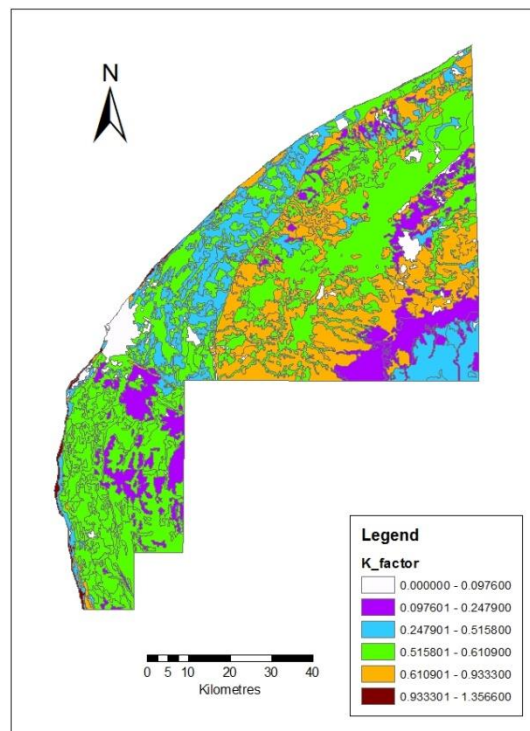 N
Legend
K_factor
0.000000 - 0.097600
0.097601 - 0.247900
0.247901 - 0.515800
0.515801 - 0.610900
0.610901 - 0.933300
0.933301 - 1.356600
0 5 10 20 30 40
Kilometres